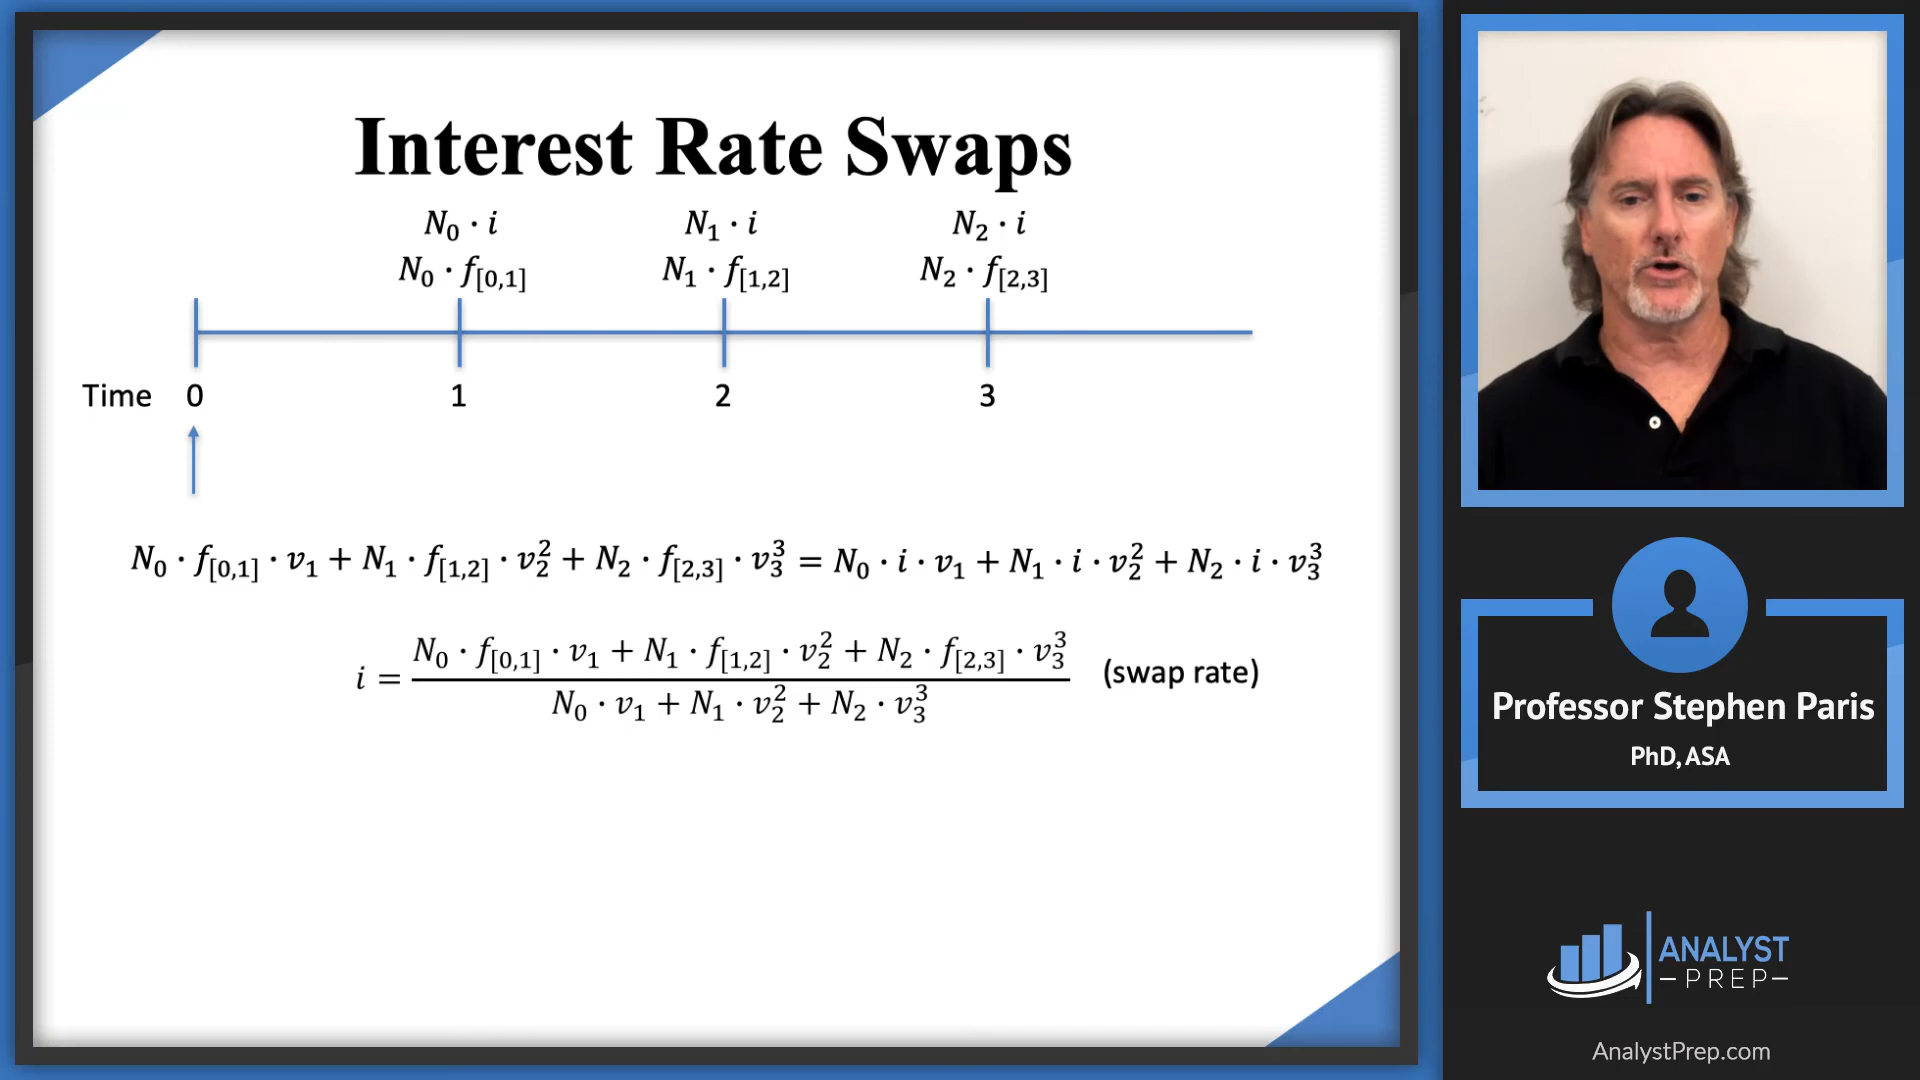 Interest Rate Swaps
N₀ · i N₁ · i N₂ · i
N₀ · f[0,1] N₁ · f[1,2] N₂ · f[2,3]
Time 0 1 2 3
N₀ · f[0,1] · v₁ + N₁ · f[1,2] · v₂² + N₂ · f[2,3] · v₃³ = N₀ · i · v₁ + N₁ · i · v₂² + N₂ · i · v₃³
i = (N₀ · f[0,1] · v₁ + N₁ · f[1,2] · v₂² + N₂ · f[2,3] · v₃³) / (N₀ · v₁ + N₁ · v₂² + N₂ · v₃³) (swap rate)
Professor Stephen Paris
PhD, ASA
ANALYST
PREP
AnalystPrep.com